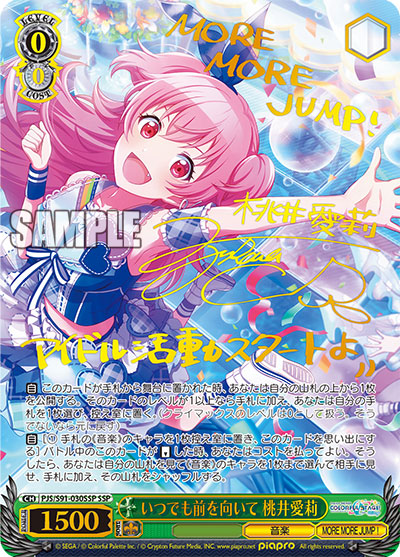 LEVEL
0
0
COST
MORE
MORE
JUMP!
桃井愛莉
SAMPLE
アイドル活動スタートよ!!
自 このカードが手札から舞台に置かれた時、あなたは自分の山札の上から1枚
を公開する。そのカードのレベルが1以上なら手札に加え、あなたは自分の手
札を1枚選び、控え室に置く。(クライマックスのレベルは0として扱う。そう
でないなら元に戻す)
自 [手札の《音楽》のキャラを1枚控え室に置き、このカードを思い出にす
る] バトル中のこのカードが した時、あなたはコストを払ってよい。そうし
たら、あなたは自分の山札を見て《音楽》のキャラを1枚まで選んで相手に見
せ、手札に加え、その山札をシャッフルする。
CH PJS/S91-030SSP SSP
いつでも前を向いて 桃井愛莉
POWER
1500
SOUL
音楽
MORE MORE JUMP!
COLORFUL STAGE!
© SEGA / © Colorful Palette Inc. / © Crypton Future Media, INC. www.piapro.net piapro All rights reserved.